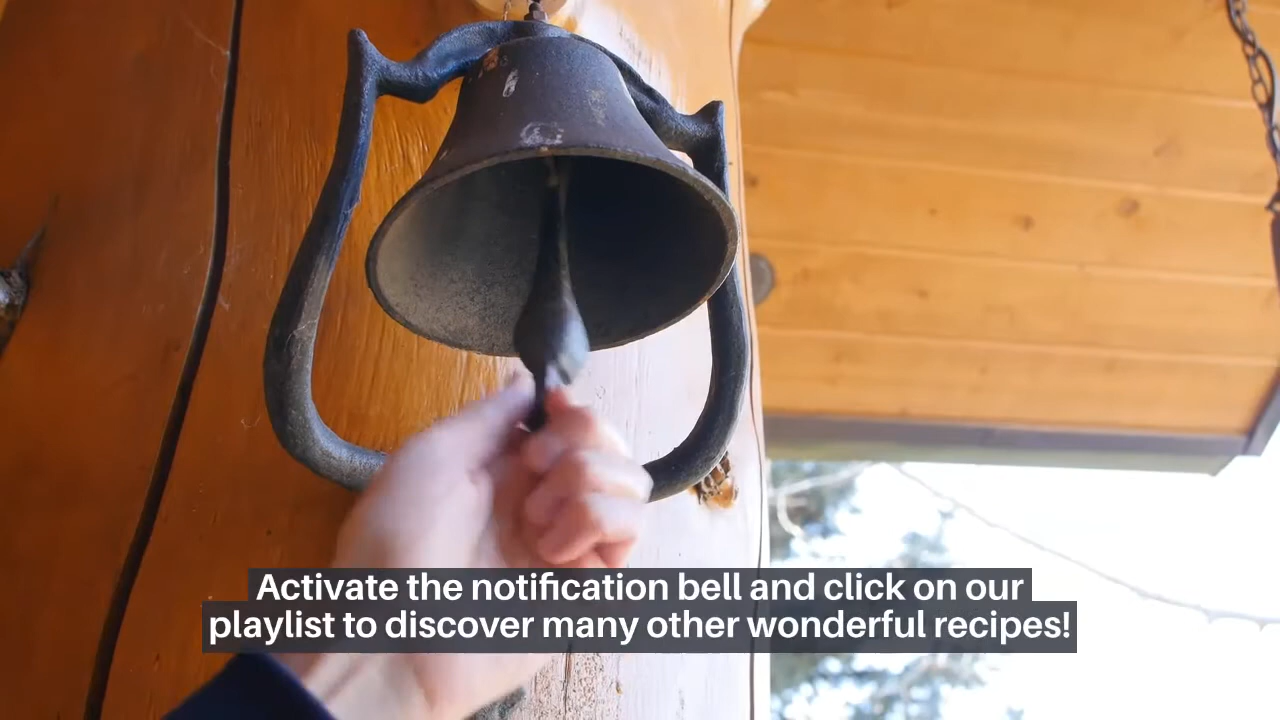 Activate the notification bell and click on our
playlist to discover many other wonderful recipes!